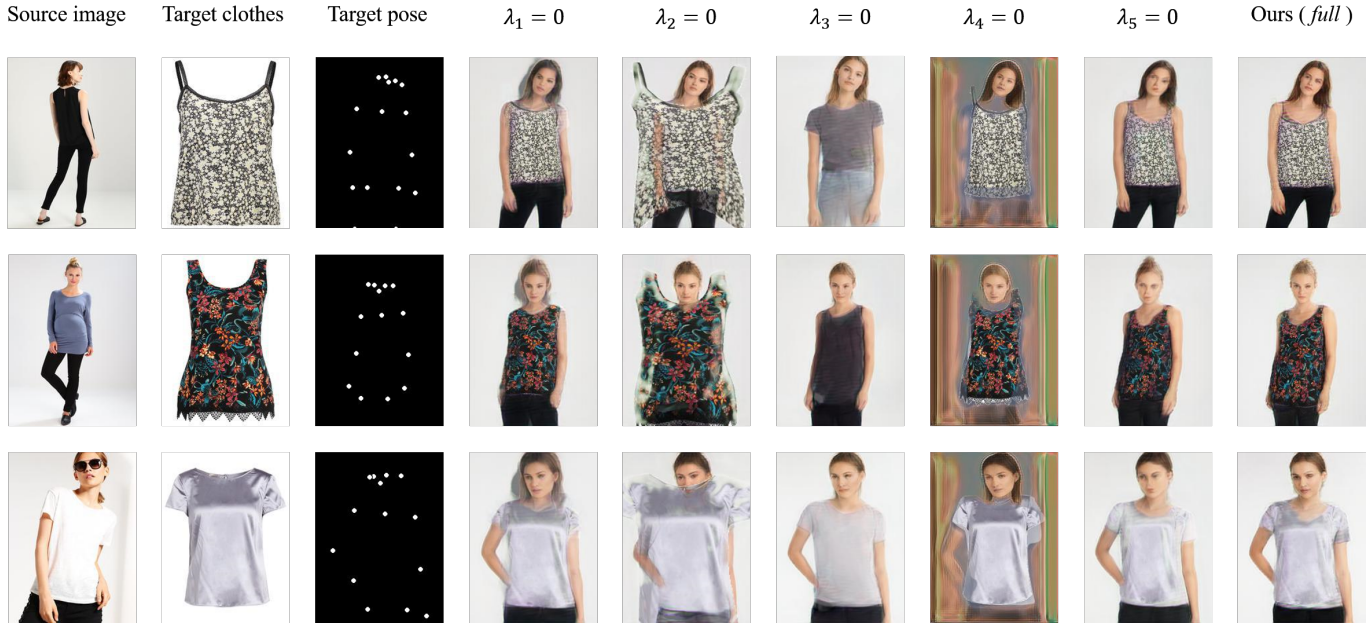 Source image Target clothes Target pose λ₁ = 0 λ₂ = 0 λ₃ = 0 λ₄ = 0 λ₅ = 0 Ours ( full )